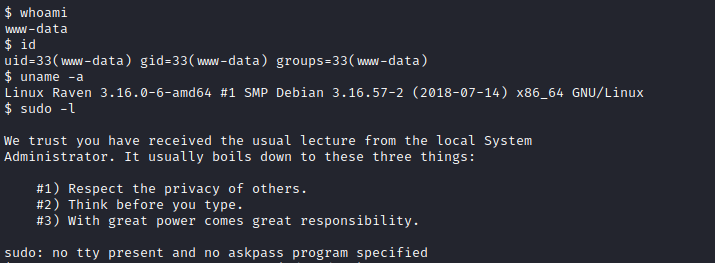 $ whoami
www-data
$ id
uid=33(www-data) gid=33(www-data) groups=33(www-data)
$ uname -a
Linux Raven 3.16.0-6-amd64 #1 SMP Debian 3.16.57-2 (2018-07-14) x86_64 GNU/Linux
$ sudo -l

We trust you have received the usual lecture from the local System
Administrator. It usually boils down to these three things:

    #1) Respect the privacy of others.
    #2) Think before you type.
    #3) With great power comes great responsibility.

sudo: no tty present and no askpass program specified